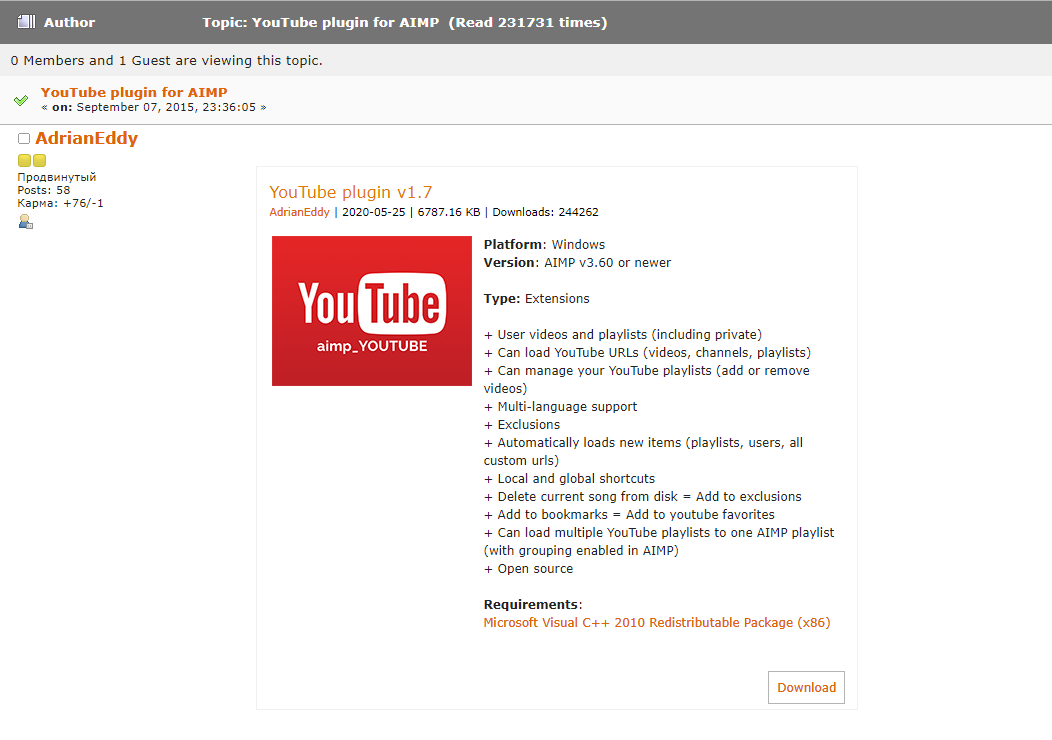 Author Topic: YouTube plugin for AIMP (Read 231731 times)
0 Members and 1 Guest are viewing this topic.
YouTube plugin for AIMP
« on: September 07, 2015, 23:36:05 »
AdrianEddy
Продвинутый
Posts: 58
Карма: +76/-1
YouTube plugin v1.7
AdrianEddy | 2020-05-25 | 6787.16 KB | Downloads: 244262
YouTube
aimp_YOUTUBE
Platform: Windows
Version: AIMP v3.60 or newer
Type: Extensions
+ User videos and playlists (including private)
+ Can load YouTube URLs (videos, channels, playlists)
+ Can manage your YouTube playlists (add or remove
videos)
+ Multi-language support
+ Exclusions
+ Automatically loads new items (playlists, users, all
custom urls)
+ Local and global shortcuts
+ Delete current song from disk = Add to exclusions
+ Add to bookmarks = Add to youtube favorites
+ Can load multiple YouTube playlists to one AIMP playlist
(with grouping enabled in AIMP)
+ Open source
Requirements:
Microsoft Visual C++ 2010 Redistributable Package (x86)
Download